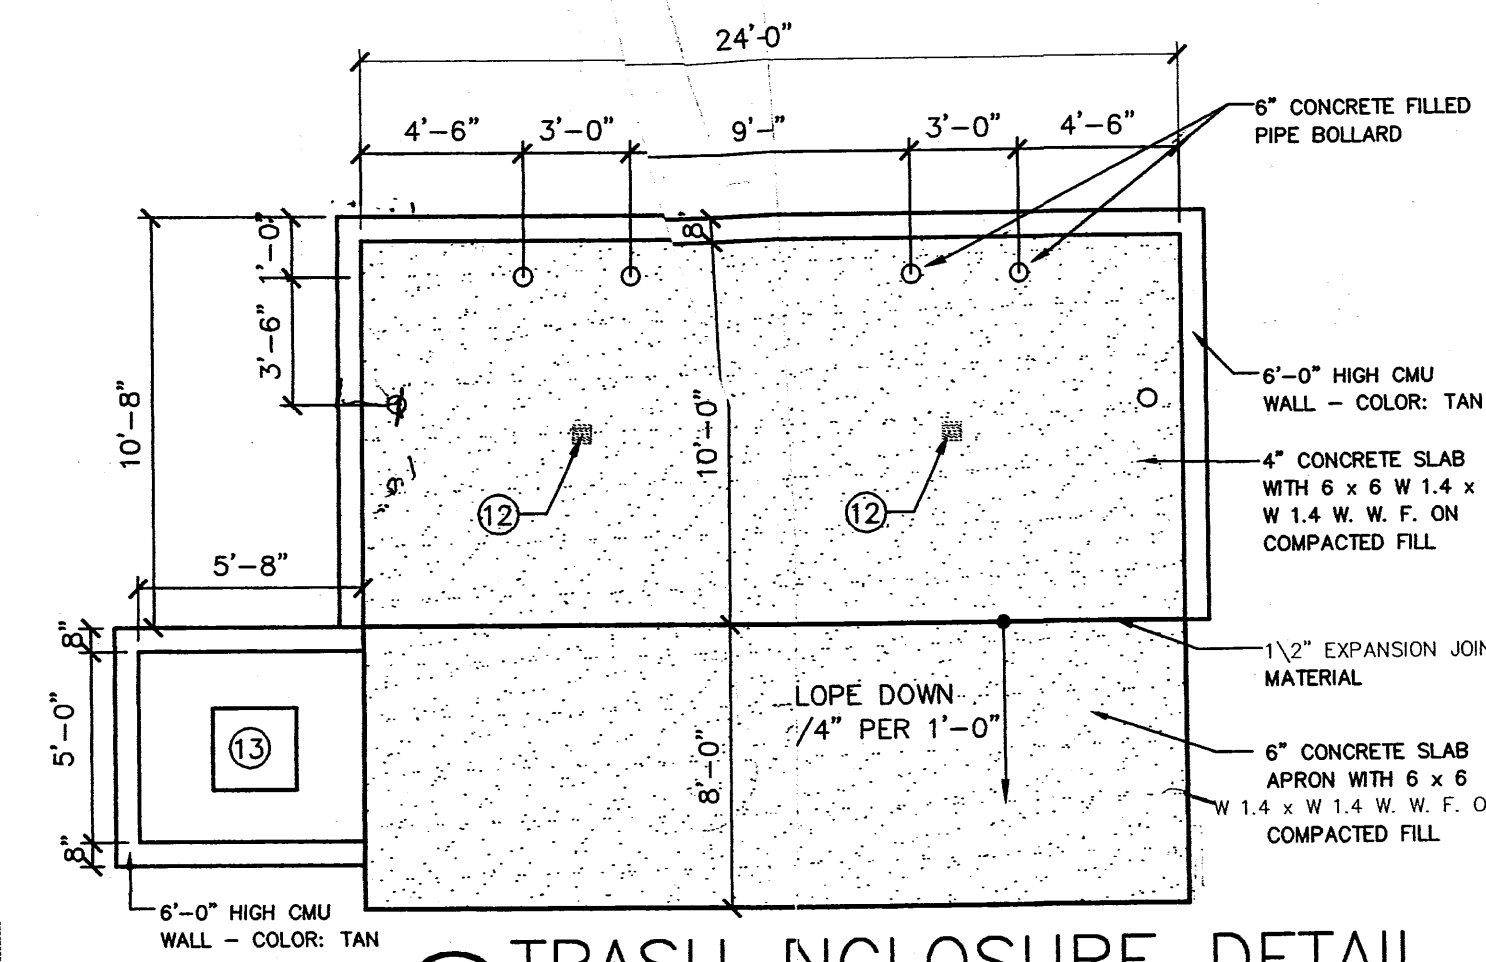 24'-0"
4'-6"
3'-0"
9'-"
3'-0"
4'-6"
6" CONCRETE FILLED
PIPE BOLLARD
1'-0"
8"
3'-6"
10'-8"
10'-0"
6'-0" HIGH CMU
WALL - COLOR: TAN
4" CONCRETE SLAB
WITH 6 x 6 W 1.4 x
W 1.4 W. W. F. ON
COMPACTED FILL
12
12
5'-8"
8"
5'-0"
8"
13
LOPE DOWN
/4" PER 1'-0"
8'-0"
1\2" EXPANSION JOIN
MATERIAL
6" CONCRETE SLAB
APRON WITH 6 x 6
W 1.4 x W 1.4 W. W. F. O
COMPACTED FILL
6'-0" HIGH CMU
WALL - COLOR: TAN
TRASH NCLOSURE DETAIL